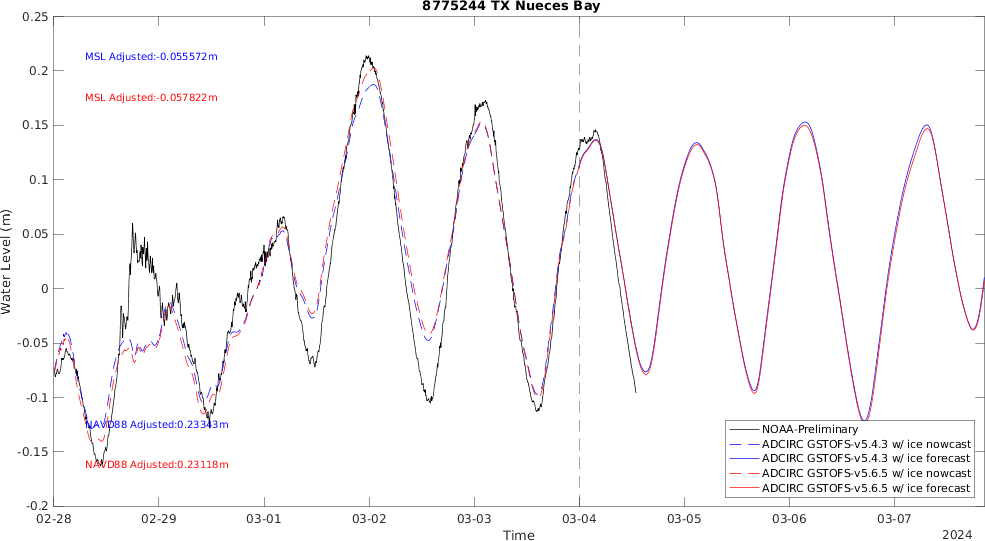 8775244 TX Nueces Bay
0.25
0.2
0.15
0.1
0.05
0
-0.05
-0.1
-0.15
-0.2
Water Level (m)
MSL Adjusted:-0.055572m
MSL Adjusted:-0.057822m
NAVD88 Adjusted:0.23343m
NAVD88 Adjusted:0.23118m
NOAA-Preliminary
ADCIRC GSTOFS-v5.4.3 w/ ice nowcast
ADCIRC GSTOFS-v5.4.3 w/ ice forecast
ADCIRC GSTOFS-v5.6.5 w/ ice nowcast
ADCIRC GSTOFS-v5.6.5 w/ ice forecast
02-28 02-29 03-01 03-02 03-03 03-04 03-05 03-06 03-07
Time
2024